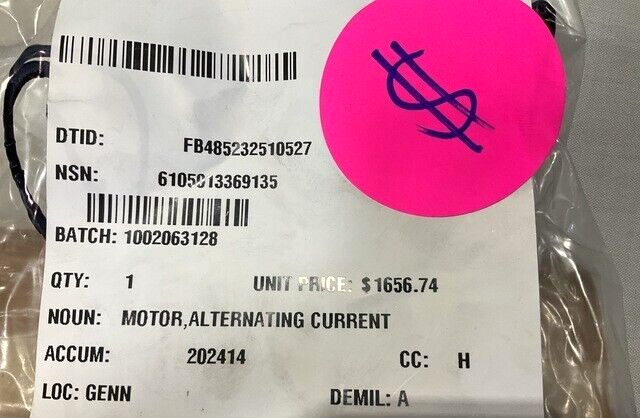 $
DTID: FB485232510527
NSN: 6105013369135
BATCH: 1002063128
QTY: 1 UNIT PRICE: $1656.74
NOUN: MOTOR,ALTERNATING CURRENT
ACCUM: 202414 CC: H
LOC: GENN DEMIL: A